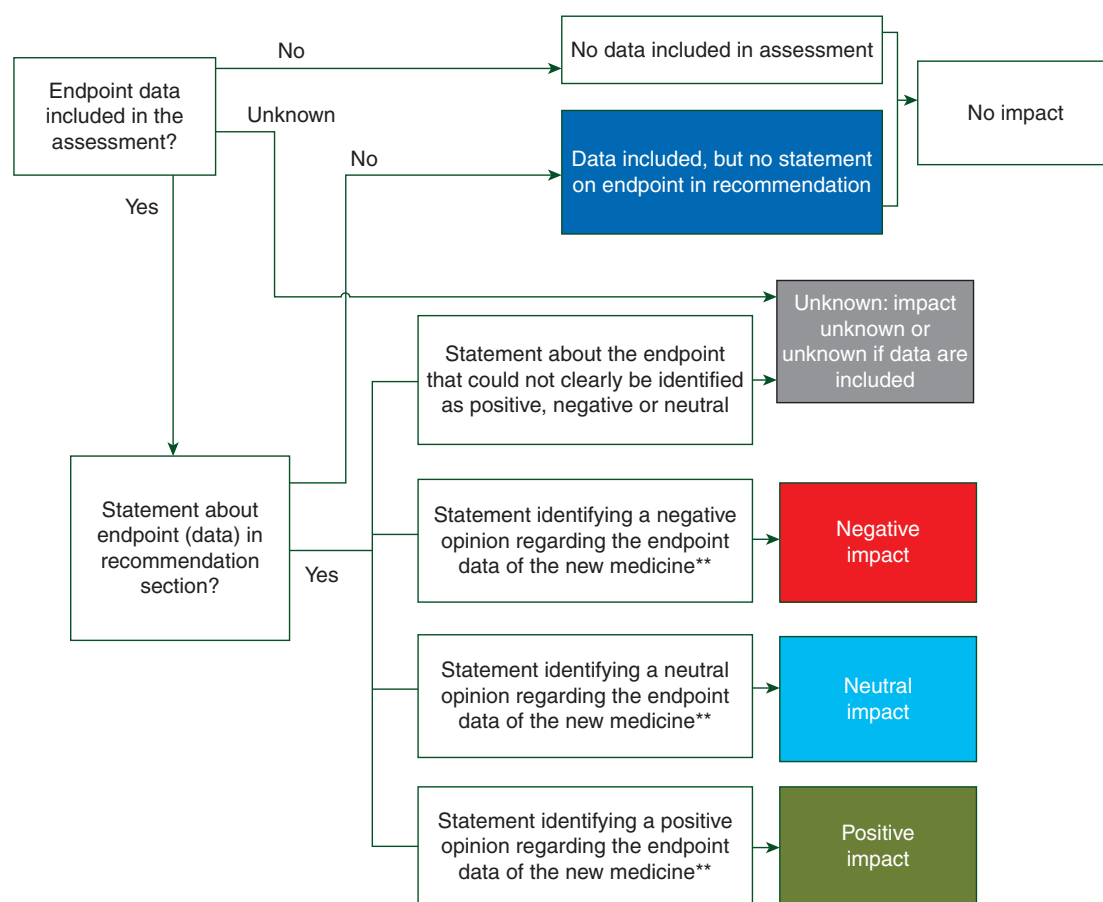 No
No data included in assessment
Endpoint data
included in the
assessment?
No impact
Unknown
No
Data included, but no statement
on endpoint in recommendation
Yes
Unknown: impact
unknown or
unknown if data are
included
Statement about the endpoint
that could not clearly be identified
as positive, negative or neutral
Statement about
endpoint (data) in
recommendation
section?
Yes
Statement identifying a negative
opinion regarding the endpoint
data of the new medicine**
Negative
impact
Statement identifying a neutral
opinion regarding the endpoint
data of the new medicine**
Neutral
impact
Statement identifying a positive
opinion regarding the endpoint
data of the new medicine**
Positive
impact